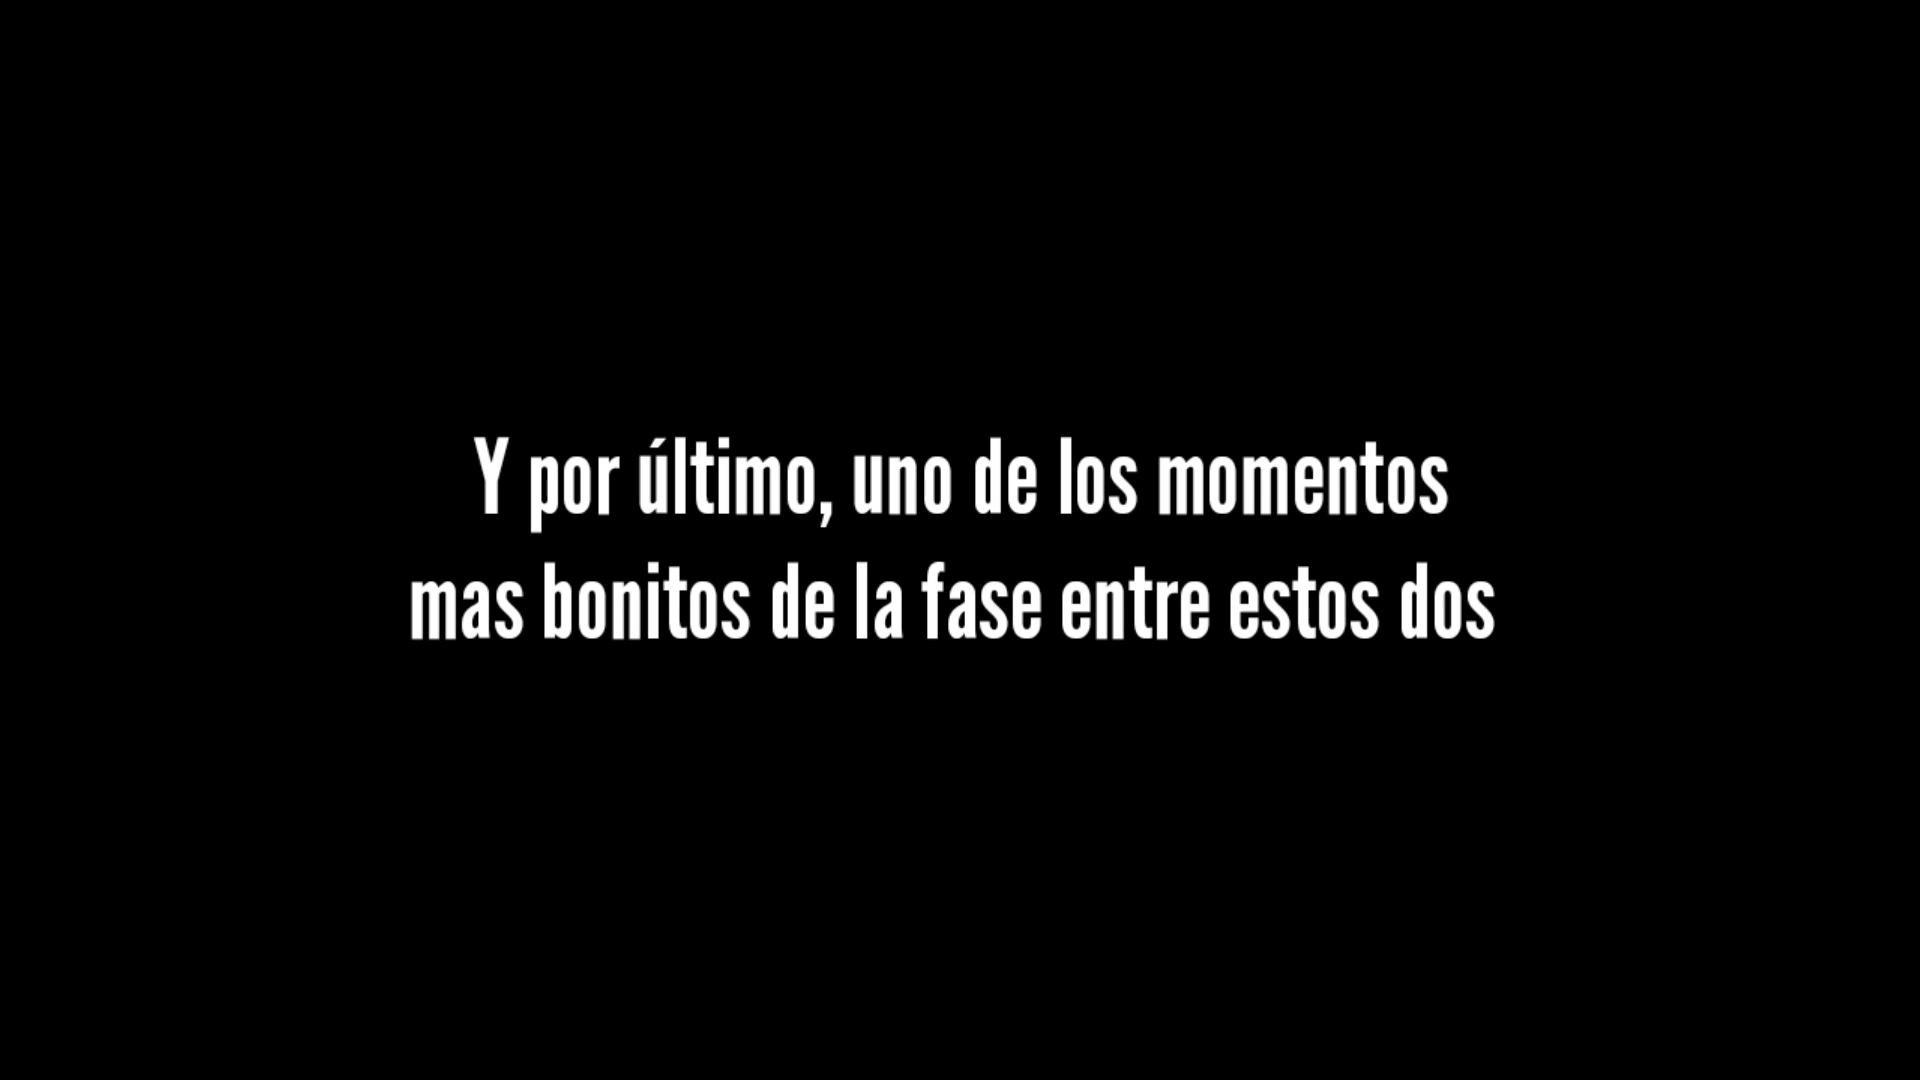 Y por último, uno de los momentos
mas bonitos de la fase entre estos dos